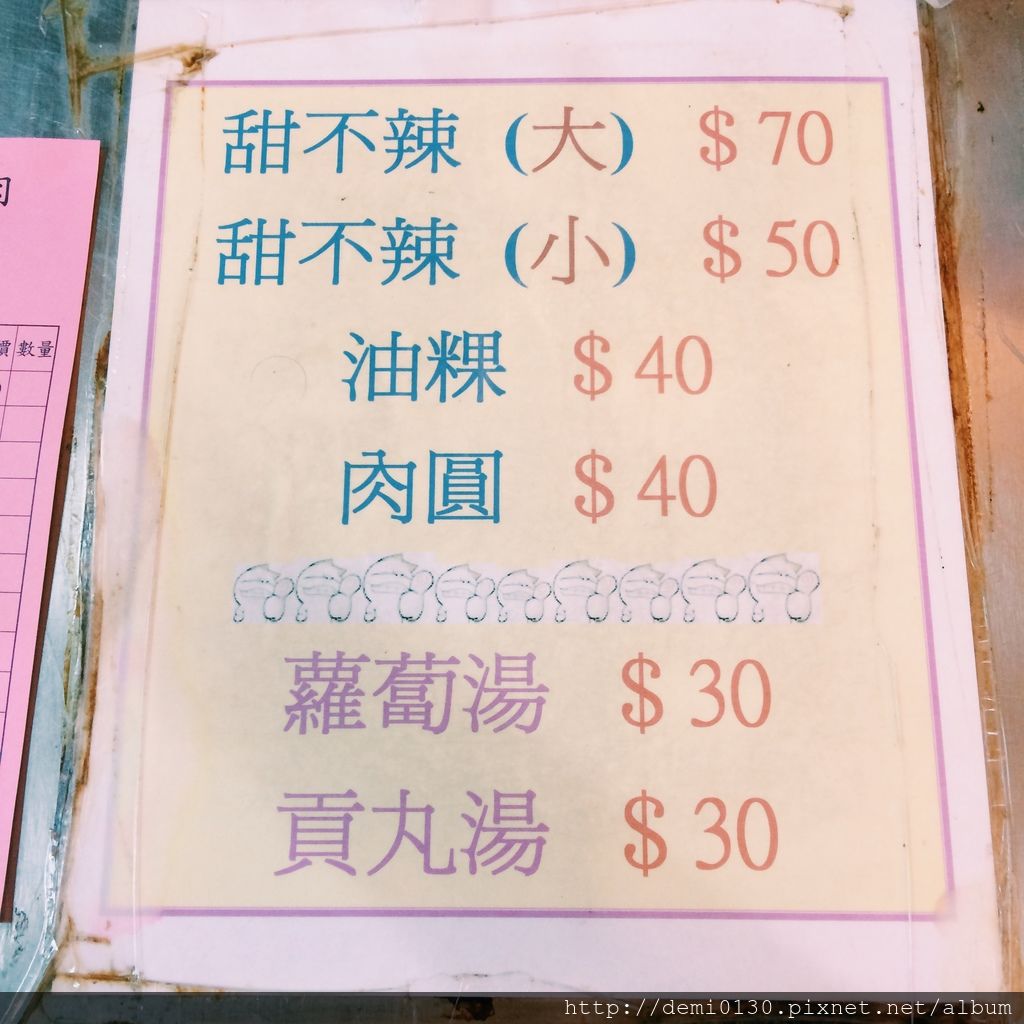 甜不辣 (大) $70
甜不辣 (小) $50
油粿 $40
肉圓 $40
蘿蔔湯 $30
貢丸湯 $30
數量
http://demi0130.pixnet.net/album